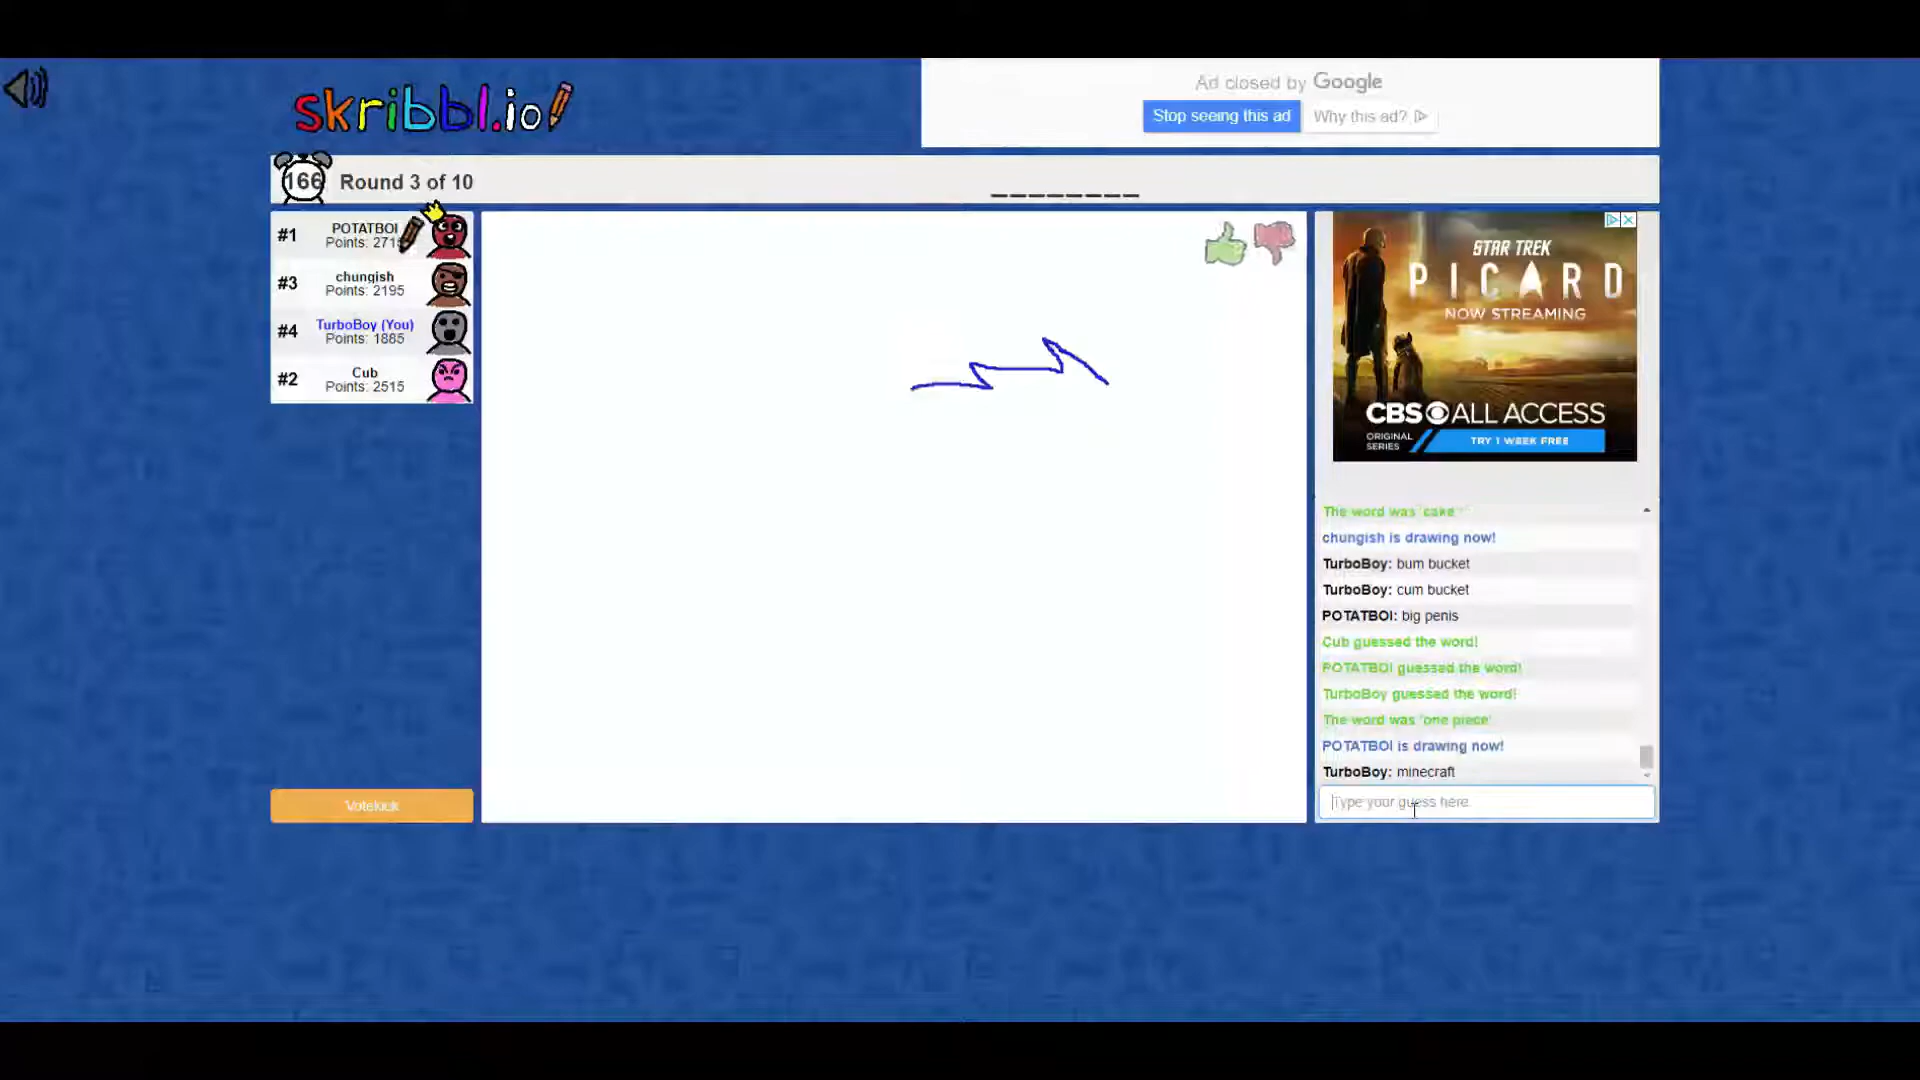 Ad closed by Google
Stop seeing this ad
Why this ad?
skribbl.io
166
Round 3 of 10
________
#1
POTATBOI
Points: 271
#3
chungish
Points: 2195
#4
TurboBoy (You)
Points: 1885
#2
Cub
Points: 2515
Votekick
STAR TREK
PICARD
NOW STREAMING
CBS ALL ACCESS
ORIGINAL SERIES
TRY 1 WEEK FREE
The word was 'cake'
chungish is drawing now!
TurboBoy: bum bucket
TurboBoy: cum bucket
POTATBOI: big penis
Cub guessed the word!
POTATBOI guessed the word!
TurboBoy guessed the word!
The word was 'one piece'
POTATBOI is drawing now!
TurboBoy: minecraft
Type your guess here